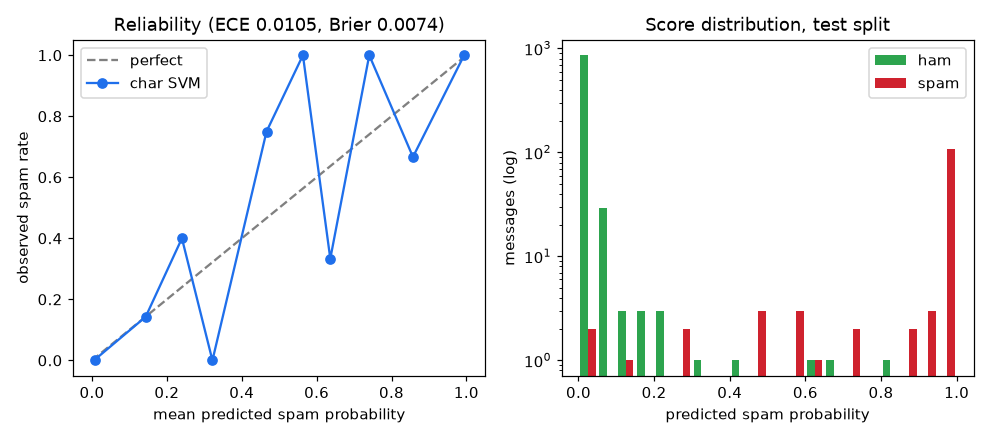 Reliability (ECE 0.0105, Brier 0.0074)
perfect
char SVM
observed spam rate
1.0
0.8
0.6
0.4
0.2
0.0
0.0 0.2 0.4 0.6 0.8 1.0
mean predicted spam probability
Score distribution, test split
ham
spam
messages (log)
10³
10²
10¹
10⁰
0.0 0.2 0.4 0.6 0.8 1.0
predicted spam probability